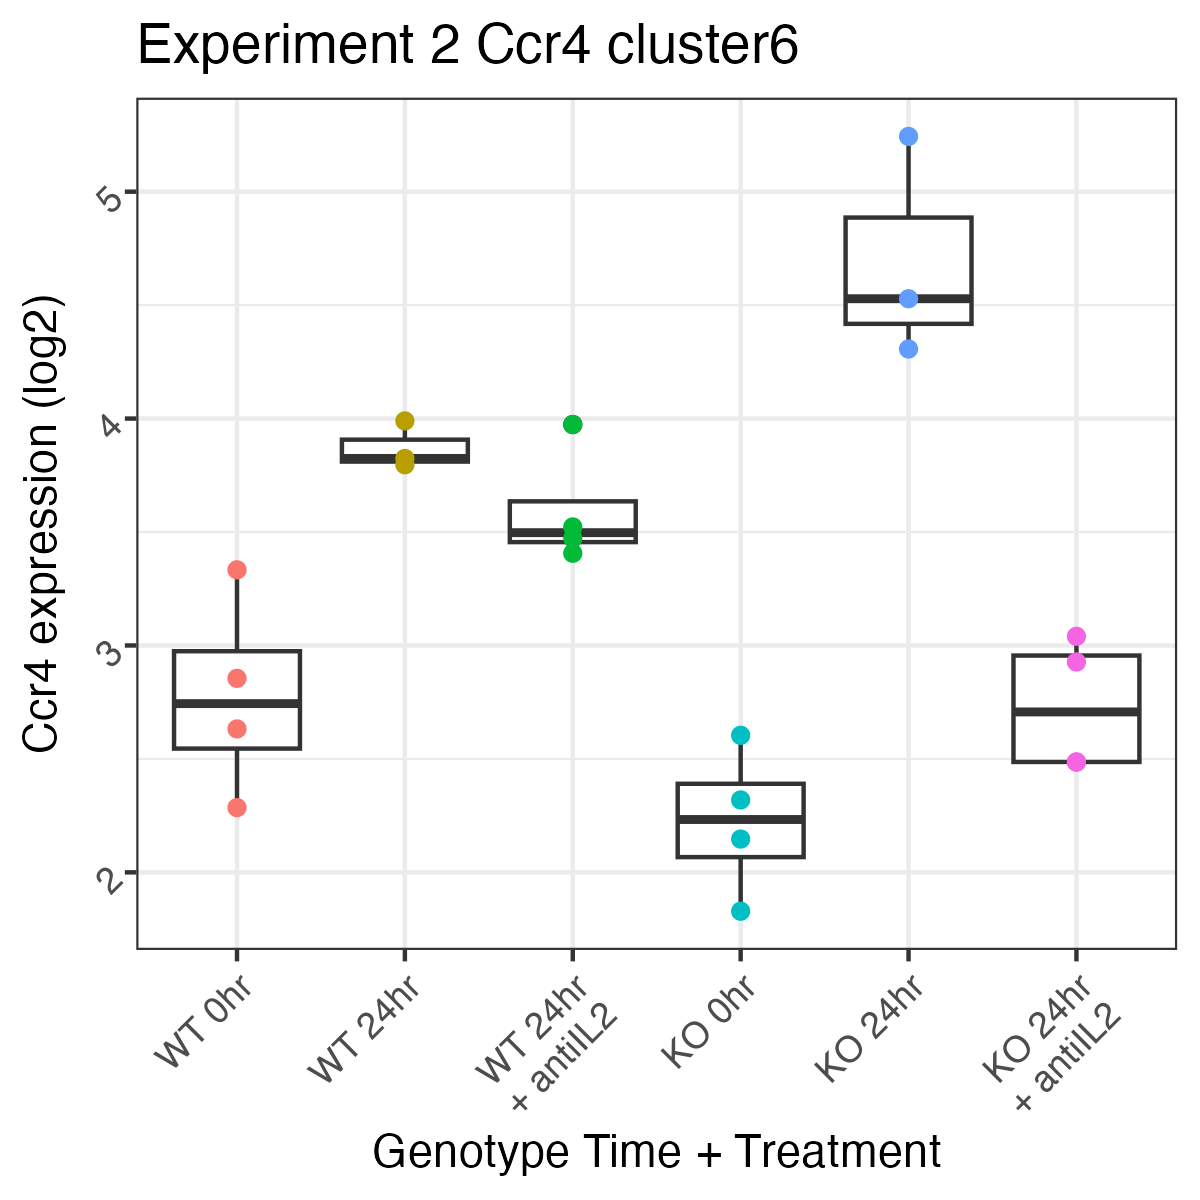 Experiment 2 Ccr4 cluster6
Ccr4 expression (log2)
5
4
3
2
WT 0hr
WT 24hr
WT 24hr
+ antiIL2
KO 0hr
KO 24hr
KO 24hr
+ antiIL2
Genotype Time + Treatment